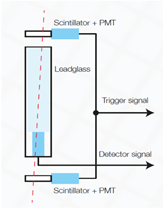 Scintillator + PMT
Leadglass
Trigger signal
Detector signal
Scintillator + PMT